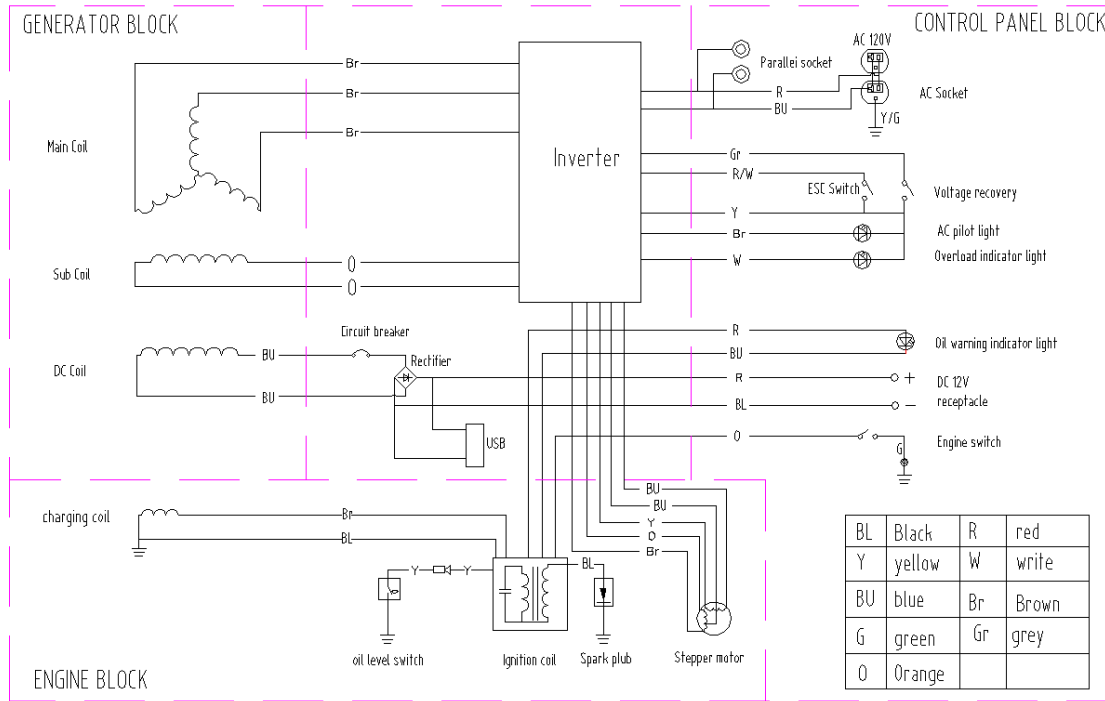 GENERATOR BLOCK
CONTROL PANEL BLOCK
AC 120V
Br
Parallei socket
R
BU
AC Socket
Br
Y/G
Br
Main Coil
Inverter
Gr
R/W
ESC Switch
Voltage recovery
Y
AC pilot light
Br
Overload indicator light
W
Sub Coil
O
O
Circuit breaker
R
BU
Oil warning indicator light
DC Coil
BU
Rectifier
BU
R
+
DC 12V
receptacle
BL
–
USB
O
Engine switch
G
BU
BU
Y
O
Br
charging coil
Br
BL
Y
Y
BL
oil level switch
Ignition coil
Spark plub
Stepper motor
ENGINE BLOCK
BL Black R red
Y yellow W write
BU blue Br Brown
G green Gr grey
O Orange